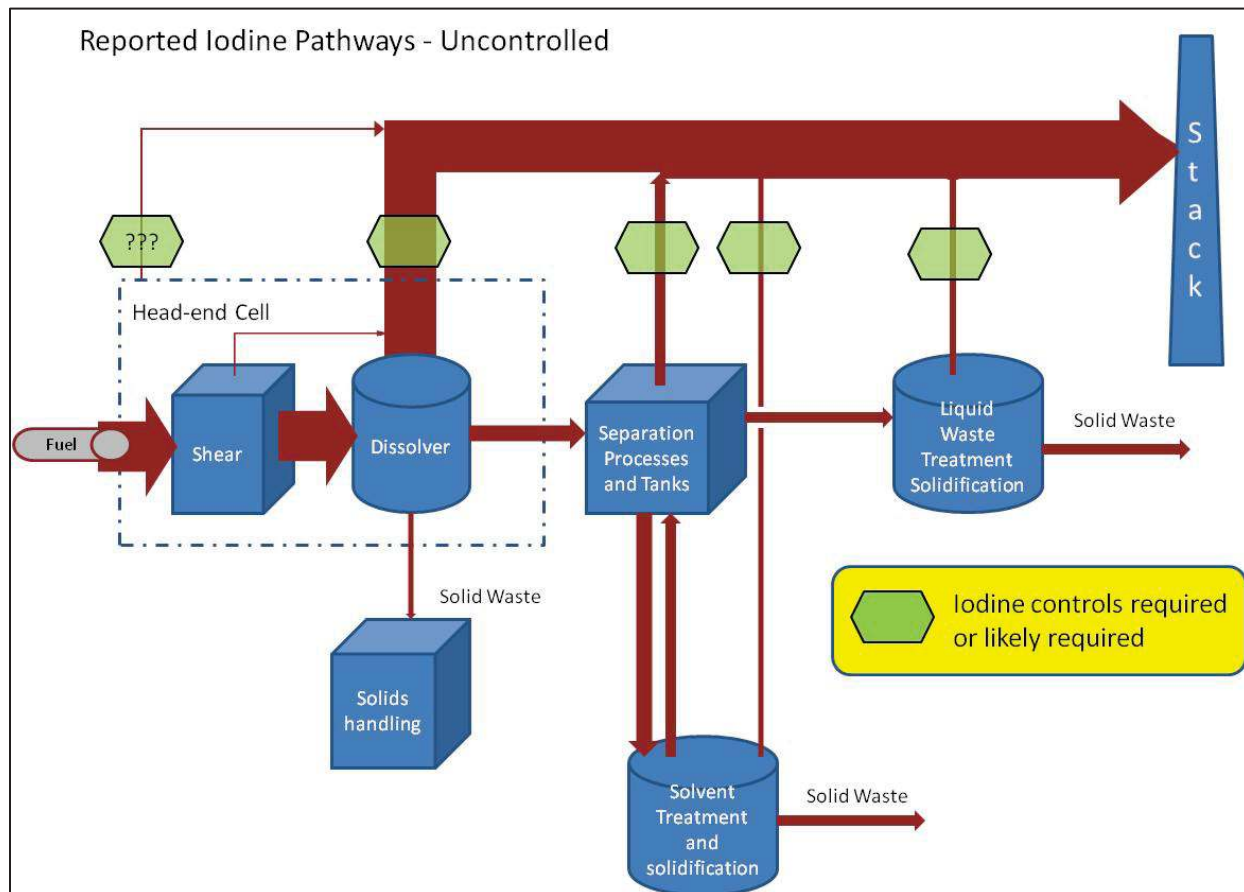 Reported Iodine Pathways - Uncontrolled
Stack
???
Head-end Cell
Fuel
Shear
Dissolver
Separation
Processes
and Tanks
Liquid
Waste
Treatment
Solidification
Solid Waste
Solid Waste
Solids
handling
Iodine controls required
or likely required
Solvent
Treatment
and
solidification
Solid Waste